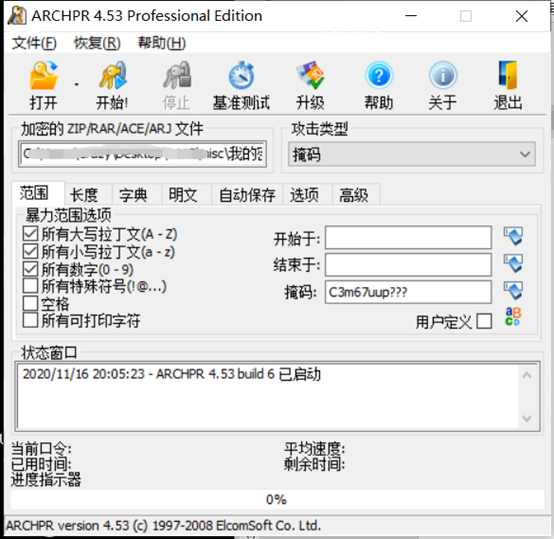 ARCHPR 4.53 Professional Edition
文件(F) 恢复(R) 帮助(H)
打开 开始! 停止 基准测试 升级 帮助 关于 退出
加密的 ZIP/RAR/ACE/ARJ 文件 攻击类型
\Desktop \misc\我的 掩码
范围 长度 字典 明文 自动保存 选项 高级
暴力范围选项
所有大写拉丁文(A - Z)
所有小写拉丁文(a - z) 开始于:
所有数字(0 - 9) 结束于:
所有特殊符号(!@...) 掩码: C3m67uup???
空格
所有可打印字符 用户定义
状态窗口
2020/11/16 20:05:23 - ARCHPR 4.53 build 6 已启动
当前口令: 平均速度:
已用时间: 剩余时间:
进度指示器
0%
ARCHPR version 4.53 (c) 1997-2008 ElcomSoft Co. Ltd.